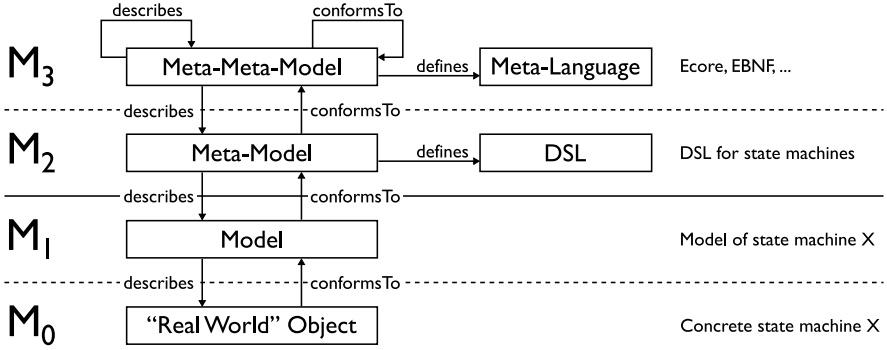 describes
conformsTo
M3
Meta-Meta-Model
defines
Meta-Language
Ecore, EBNF, ...
describes
conformsTo
M2
Meta-Model
defines
DSL
DSL for state machines
describes
conformsTo
M1
Model
Model of state machine X
describes
conformsTo
M0
“Real World” Object
Concrete state machine X